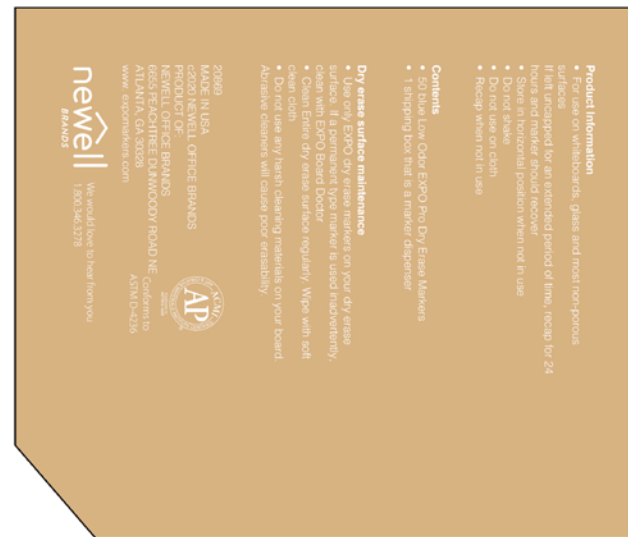 Product Information
• For use on whiteboards, glass and most non-porous
surfaces
If left uncapped for an extended period of time, recap for 24
hours and marker should recover
• Store in horizontal position when not in use
• Do not shake
• Do not use on cloth
• Recap when not in use
Contents
• 50 blue Low Odor EXPO Pro Dry Erase Markers
• 1 shipping box that is a marker dispenser
Dry erase surface maintenance
• Use only EXPO dry erase markers on your dry erase
surface. If a permanent type marker is used inadvertently,
clean with EXPO Board Doctor
• Clean Entire dry erase surface regularly. Wipe with soft
clean cloth
• Do not use any harsh cleaning materials on your board.
Abrasive cleaners will cause poor erasability.
20869
MADE IN USA
c2020 NEWELL OFFICE BRANDS
PRODUCT OF
NEWELL OFFICE BRANDS
6655 PEACHTREE DUNWOODY ROAD NE
ATLANTA, GA 30328
www. expomarkers.com
ACMI
AP
Conforms to
ASTM D-4236
newell
BRANDS
We would love to hear from you
1.800.346.3278